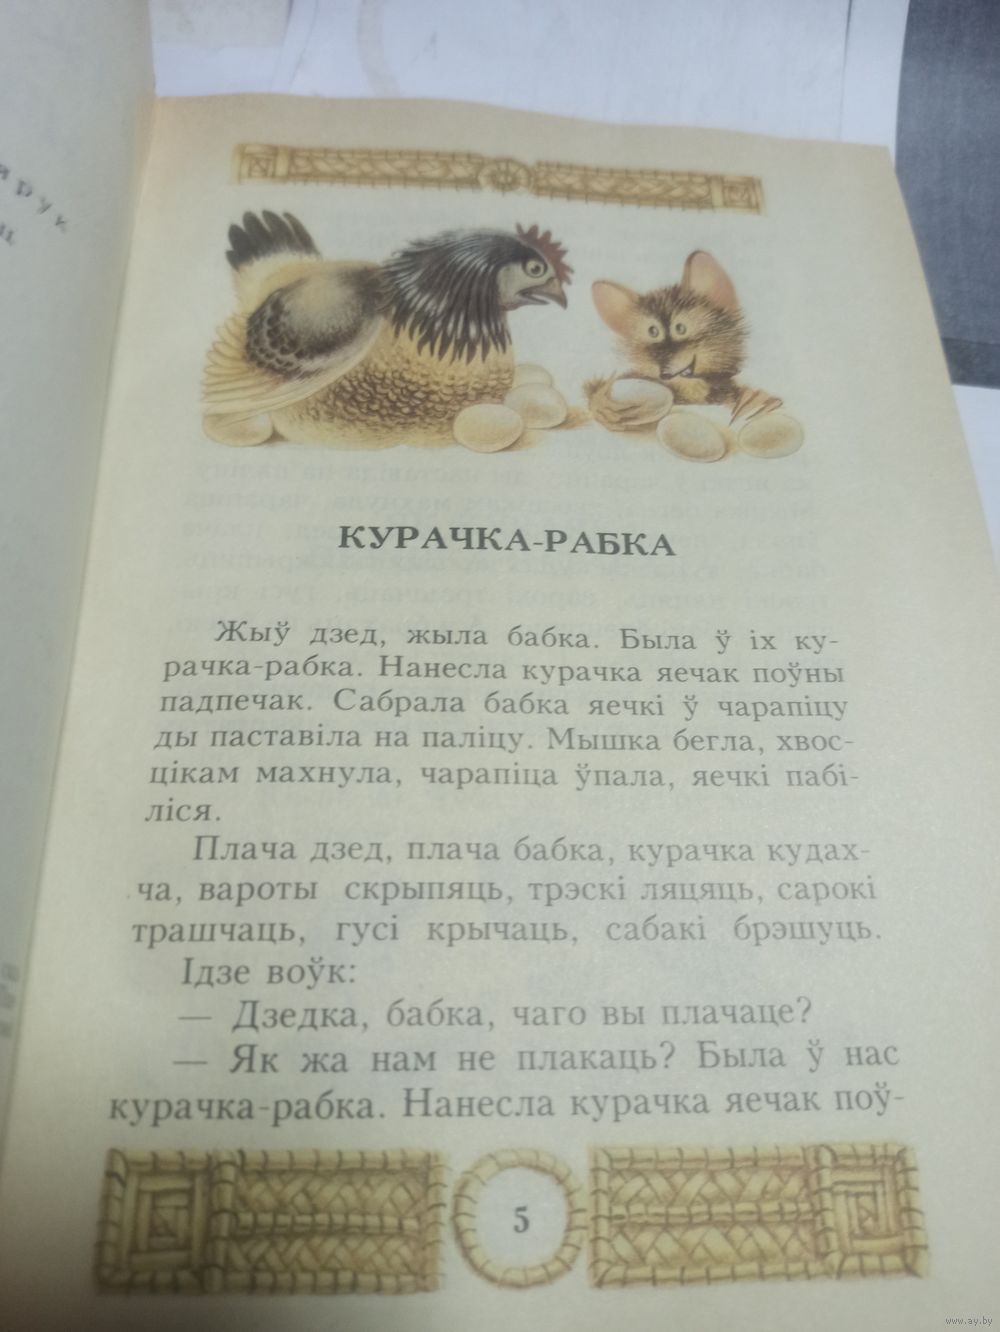 КУРАЧКА-РАБКА
Жыў дзед, жыла бабка. Была ў іх ку-
рачка-рабка. Нанесла курачка яечак поўны
падпечак. Сабрала бабка яечкі ў чарапіцу
ды паставіла на паліцу. Мышка бегла, хвос-
цікам махнула, чарапіца ўпала, яечкі пабі-
ліся.
Плача дзед, плача бабка, курачка кудах-
ча, вароты скрыпяць, трэскі ляцяць, сарокі
трашчаць, гусі крычаць, сабакі брэшуць.
Ідзе воўк:
— Дзедка, бабка, чаго вы плачаце?
— Як жа нам не плакаць? Была ў нас
курачка-рабка. Нанесла курачка яечак поў-
5
www.ay.by